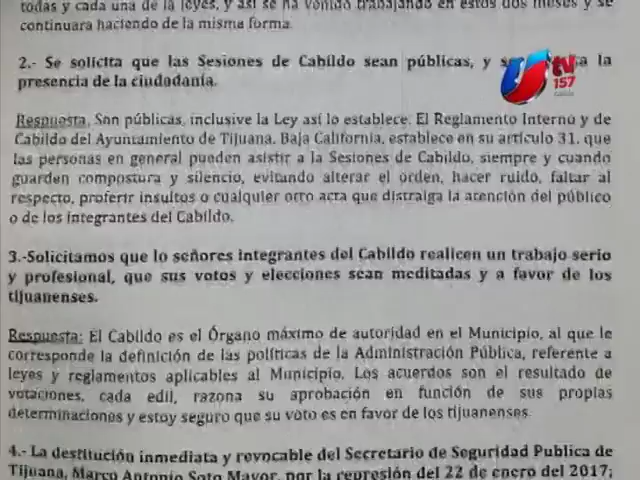 todas y cada una de la leyes, y así se ha venido trabajando en estos dos meses y se
continuara haciendo de la misma forma.
2.- Se solicita que las Sesiones de Cabildo sean públicas, y la
presencia de la ciudadanía.
tv
157
Respuesta. Son públicas, inclusive la Ley así lo establece. El Reglamento Interno y de
Cabildo del Ayuntamiento de Tijuana, Baja California, establece en su articulo 31, que
las personas en general pueden asistir a la Sesiones de Cabildo, siempre y cuando
guarden compostura y silencio, evitando alterar el orden, hacer ruido, faltar al
respecto, proferir insultos o cualquier otro acta que distraiga la atención del público
o de los integrantes del Cabildo.
3.-Solicitamos que lo señores integrantes del Cabildo realicen un trabajo serio
y profesional, que sus votos y elecciones sean meditadas y a favor de los
tijuanenses.
Respuesta: El Cabildo es el Órgano máximo de autoridad en el Municipio, al que le
corresponde la definición de las políticas de la Administración Pública, referente a
leyes y reglamentos aplicables al Municipio. Los acuerdos son el resultado de
votaciones, cada edil, razona su aprobación en función de sus propias
determinaciones y estoy seguro que su voto es en favor de los tijuanenses.
4.- La destitución inmediata y revocable del Secretario de Seguridad Publica de
Tijuana, Marco Antonio Soto Mayor, por la represión del 22 de enero del 2017;